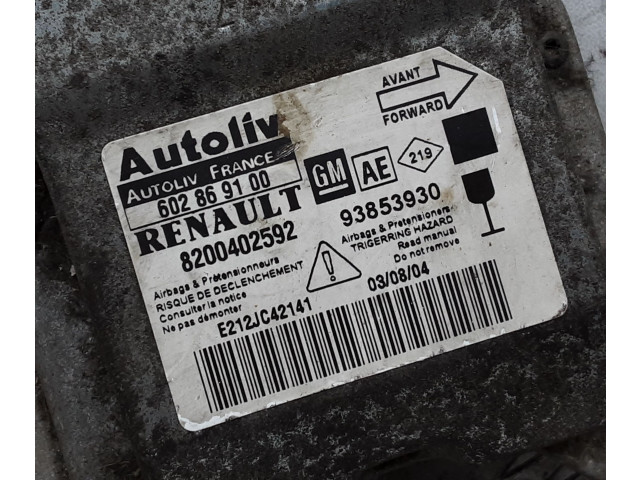 Autoliv
AUTOLIV FRANCE
602 86 91 00
RENAULT
8200402592
AVANT
FORWARD
GM
AE
219
93853930
Airbags & Prétensionneurs
RISQUE DE DECLENCHEMENT
Consulter la notice
Ne pas démonter
Airbags & Pretensioners
TRIGERRING HAZARD
Read manual
Do not remove
03/08/04
E212JC42141